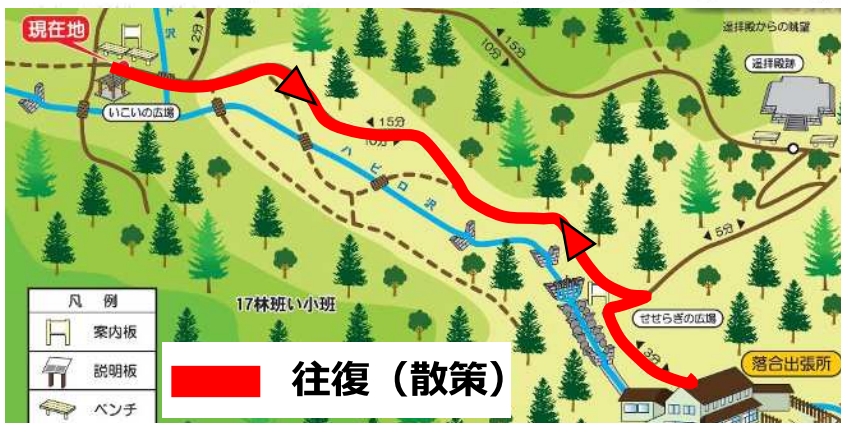 現在地
ド沢
2分
15分
10分
遥拝殿からの眺望
遥拝殿跡
いこいの広場
15分
10分
ハビロ沢
5分
17林班い小班
せせらぎの広場
3分
落合出張所
凡 例
案内板
説明板
ベンチ
往復（散策）